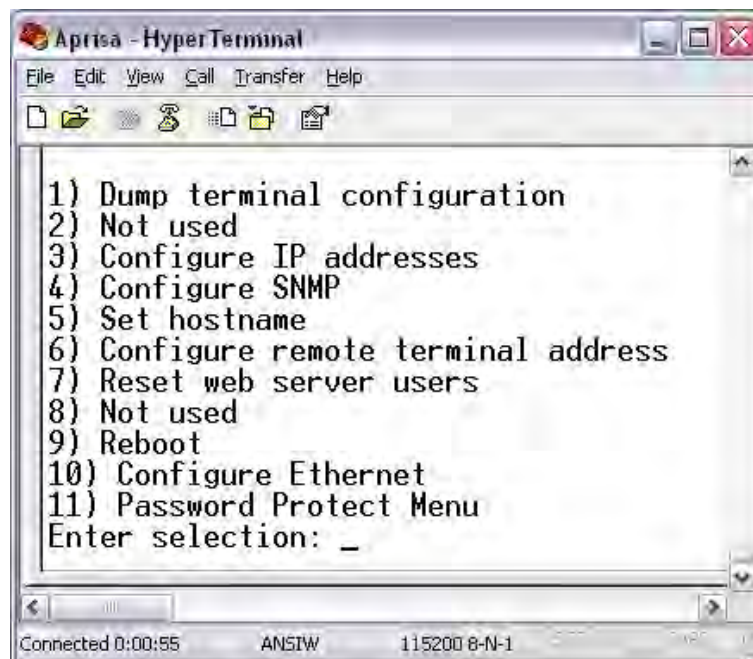 Aprisa - HyperTerminal
File Edit View Call Transfer Help
1) Dump terminal configuration
2) Not used
3) Configure IP addresses
4) Configure SNMP
5) Set hostname
6) Configure remote terminal address
7) Reset web server users
8) Not used
9) Reboot
10) Configure Ethernet
11) Password Protect Menu
Enter selection: _
Connected 0:00:55 ANSIW 115200 8-N-1